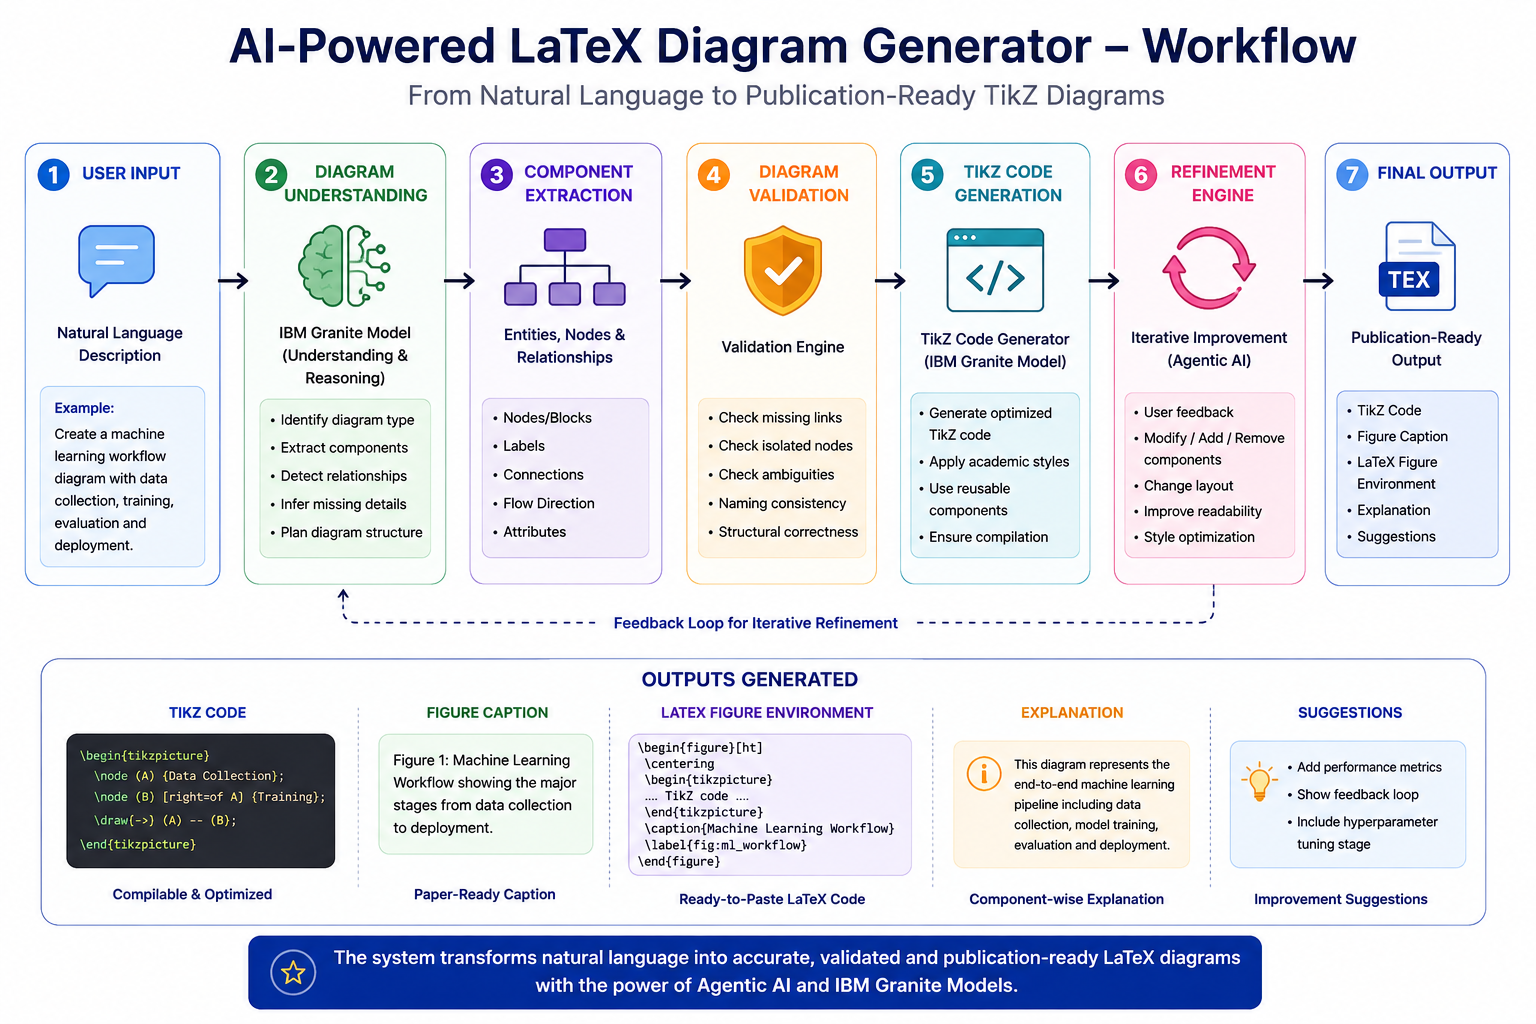 AI-Powered LaTeX Diagram Generator – Workflow
From Natural Language to Publication-Ready TikZ Diagrams
1 USER INPUT
Natural Language
Description
Example:
Create a machine
learning workflow
diagram with data
collection, training,
evaluation and
deployment.
2 DIAGRAM
UNDERSTANDING
IBM Granite Model
(Understanding &
Reasoning)
• Identify diagram type
• Extract components
• Detect relationships
• Infer missing details
• Plan diagram structure
3 COMPONENT
EXTRACTION
Entities, Nodes &
Relationships
• Nodes/Blocks
• Labels
• Connections
• Flow Direction
• Attributes
4 DIAGRAM
VALIDATION
Validation Engine
• Check missing links
• Check isolated nodes
• Check ambiguities
• Naming consistency
• Structural correctness
5 TIKZ CODE
GENERATION
</>
TikZ Code Generator
(IBM Granite Model)
• Generate optimized
TikZ code
• Apply academic styles
• Use reusable
components
• Ensure compilation
6 REFINEMENT
ENGINE
Iterative Improvement
(Agentic AI)
• User feedback
• Modify / Add / Remove
components
• Change layout
• Improve readability
• Style optimization
7 FINAL OUTPUT
TEX
Publication-Ready
Output
• TikZ Code
• Figure Caption
• LaTeX Figure
Environment
• Explanation
• Suggestions
Feedback Loop for Iterative Refinement
OUTPUTS GENERATED
TIKZ CODE
\begin{tikzpicture}
\node (A) {Data Collection};
\node (B) [right=of A] {Training};
\draw(->) (A) -- (B);
\end{tikzpicture}
Compilable & Optimized
FIGURE CAPTION
Figure 1: Machine Learning
Workflow showing the major
stages from data collection
to deployment.
Paper-Ready Caption
LATEX FIGURE ENVIRONMENT
\begin{figure}[ht]
\centering
\begin{tikzpicture}
.... TikZ code ....
\end{tikzpicture}
\caption{Machine Learning Workflow}
\label{fig:ml_workflow}
\end{figure}
Ready-to-Paste LaTeX Code
EXPLANATION
i
This diagram represents the
end-to-end machine learning
pipeline including data
collection, model training,
evaluation and deployment.
Component-wise Explanation
SUGGESTIONS
• Add performance metrics
• Show feedback loop
• Include hyperparameter
tuning stage
Improvement Suggestions
The system transforms natural language into accurate, validated and publication-ready LaTeX diagrams
with the power of Agentic AI and IBM Granite Models.